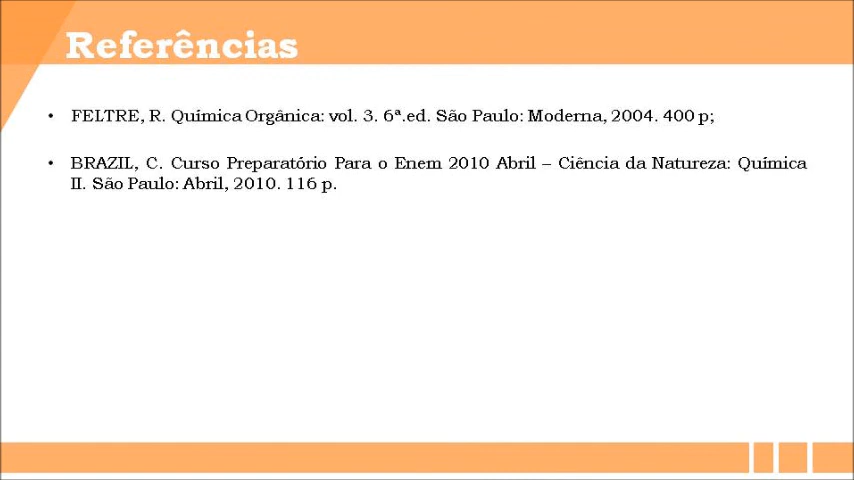 Referências
• FELTRE, R. Química Orgânica: vol. 3. 6ª.ed. São Paulo: Moderna, 2004. 400 p;
• BRAZIL, C. Curso Preparatório Para o Enem 2010 Abril – Ciência da Natureza: Química
II. São Paulo: Abril, 2010. 116 p.